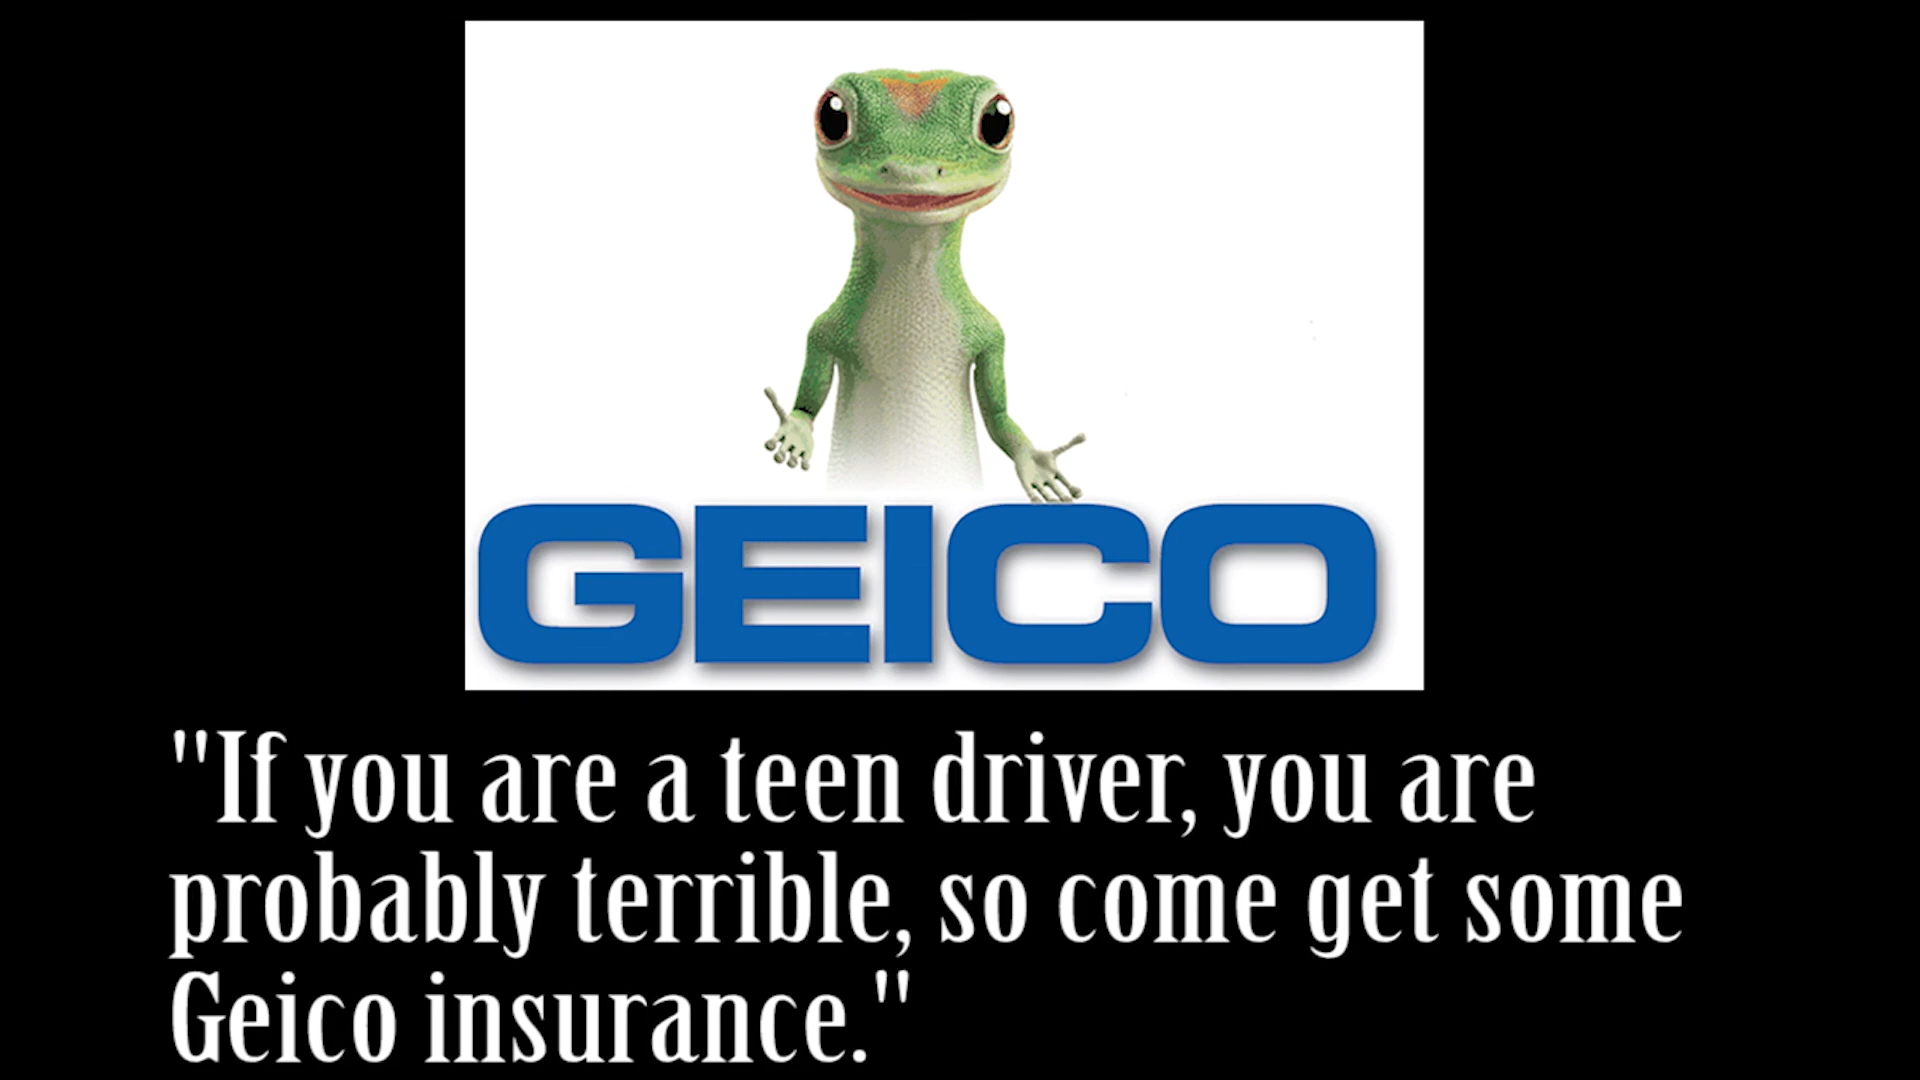 GEICO
"If you are a teen driver, you are
probably terrible, so come get some
Geico insurance."